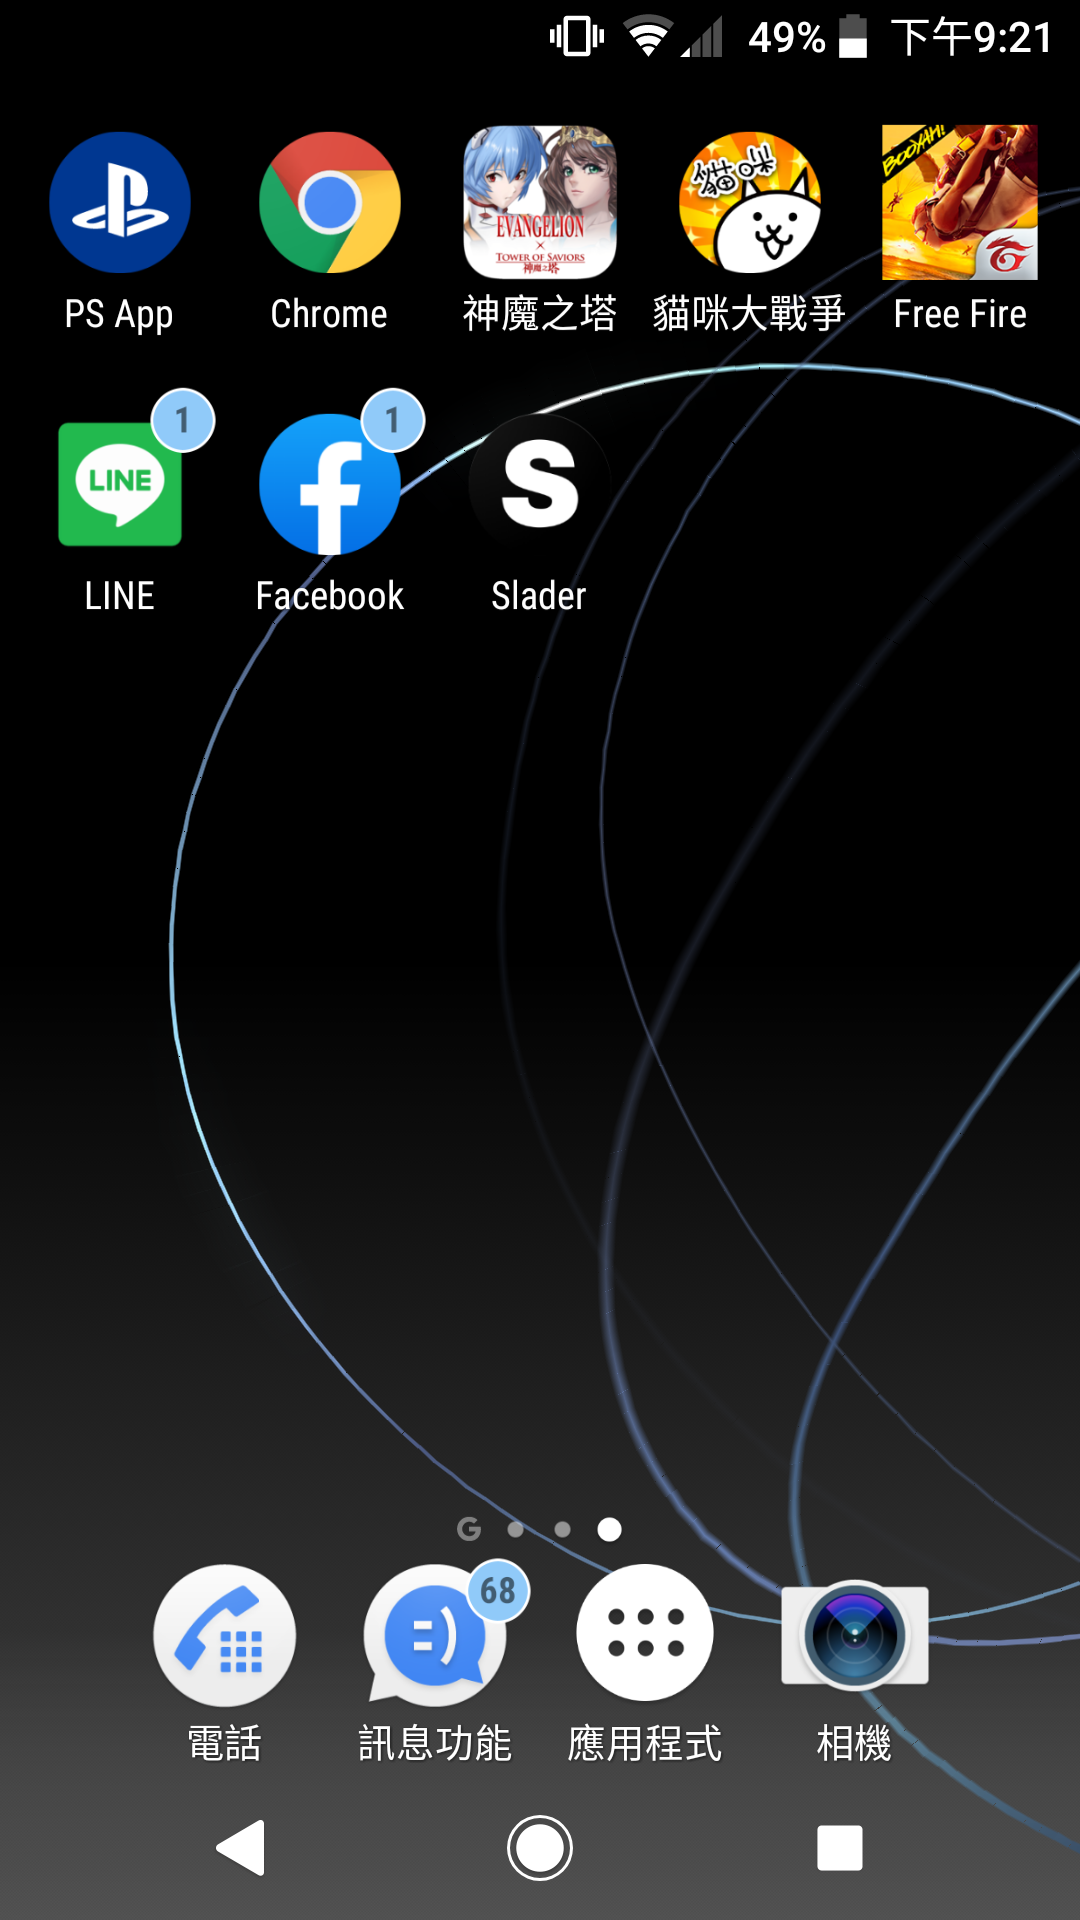 49% 下午9:21
貓咪
BOOYAH!
EVANGELION
×
TOWER OF SAVIORS
神魔之塔
PS App Chrome 神魔之塔 貓咪大戰爭 Free Fire
1 1
LINE
S
LINE Facebook Slader
G
68
電話 訊息功能 應用程式 相機